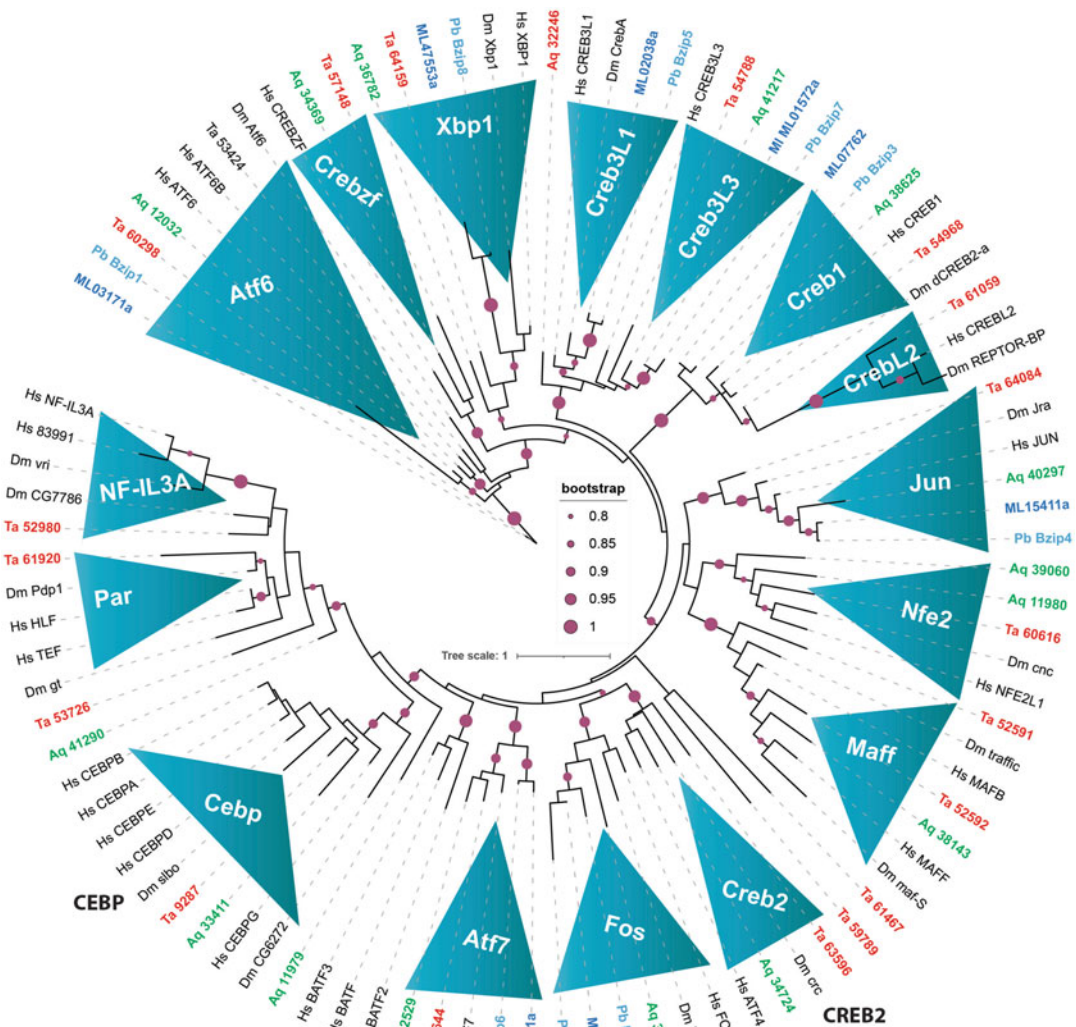 ML03171a
Pb Bzip1
Ta 60298
Aq 12032
Hs ATF6
Hs ATF6B
Ta 53424
Dm Atf6
Hs CREBZF
Aq 34369
Ta 57148
Aq 36782
Ta 64159
ML47553a
Pb Bzip8
Dm Xbp1
Hs XBP1
Aq 32246
Hs CREB3L1
Dm CrebA
ML02038a
Pb Bzip5
Hs CREB3L3
Ta 54788
Aq 41217
Ml ML01572a
Pb Bzip7
ML07762
Pb Bzip3
Aq 38625
Hs CREB1
Ta 54968
Dm dCREB2-a
Ta 61059
Hs CREBL2
Dm REPTOR-BP
Ta 64084
Dm Jra
Hs JUN
Aq 40297
ML15411a
Pb Bzip4
Aq 39060
Aq 11980
Ta 60616
Dm cnc
Hs NFE2L1
Ta 52591
Dm traffic
Hs MAFB
Ta 52592
Aq 38143
Hs MAFF
Dm maf-S
Ta 61467
Ta 59789
Ta 63596
Dm crc
Aq 34724
Hs ATF4
Hs FO
Dm
Aq 3
Pb
BATF2
Hs BATF
Hs BATF3
Aq 11979
Dm CG6272
Hs CEBPG
Aq 33411
Ta 9287
Dm slbo
Hs CEBPD
Hs CEBPE
Hs CEBPA
Hs CEBPB
Aq 41290
Ta 53726
Dm gt
Hs TEF
Hs HLF
Dm Pdp1
Ta 61920
Ta 52980
Dm CG7786
Dm vri
Hs 83991
Hs NF-IL3A
Atf6
Crebzf
Xbp1
Creb3L1
Creb3L3
Creb1
CrebL2
Jun
Nfe2
Maff
Creb2
Fos
Atf7
Cebp
Par
NF-IL3A
bootstrap
0.8
0.85
0.9
0.95
1
Tree scale: 1
CEBP
CREB2